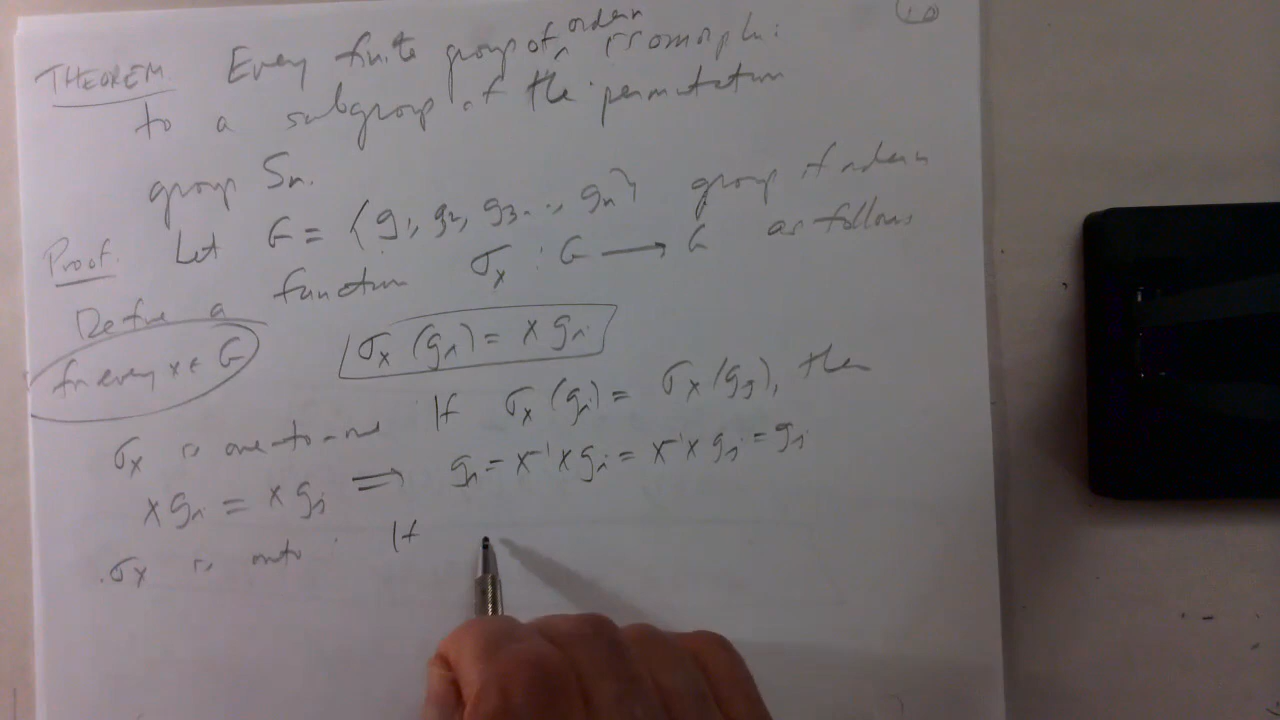 10
THEOREM. Every finite group of order n isomorphic
to a subgroup of the permutation
group Sn.
Proof. Let G = {g1, g2, g3..., gn} group of order n
Define a function σx : G → G as follows
for every x ∈ G σx (gi) = x gi
σx is one-to-one If σx (gi) = σx (gj), then
x gi = x gj ⟹ gi = x⁻¹ x gi = x⁻¹ x gj = gj
σx is onto : If